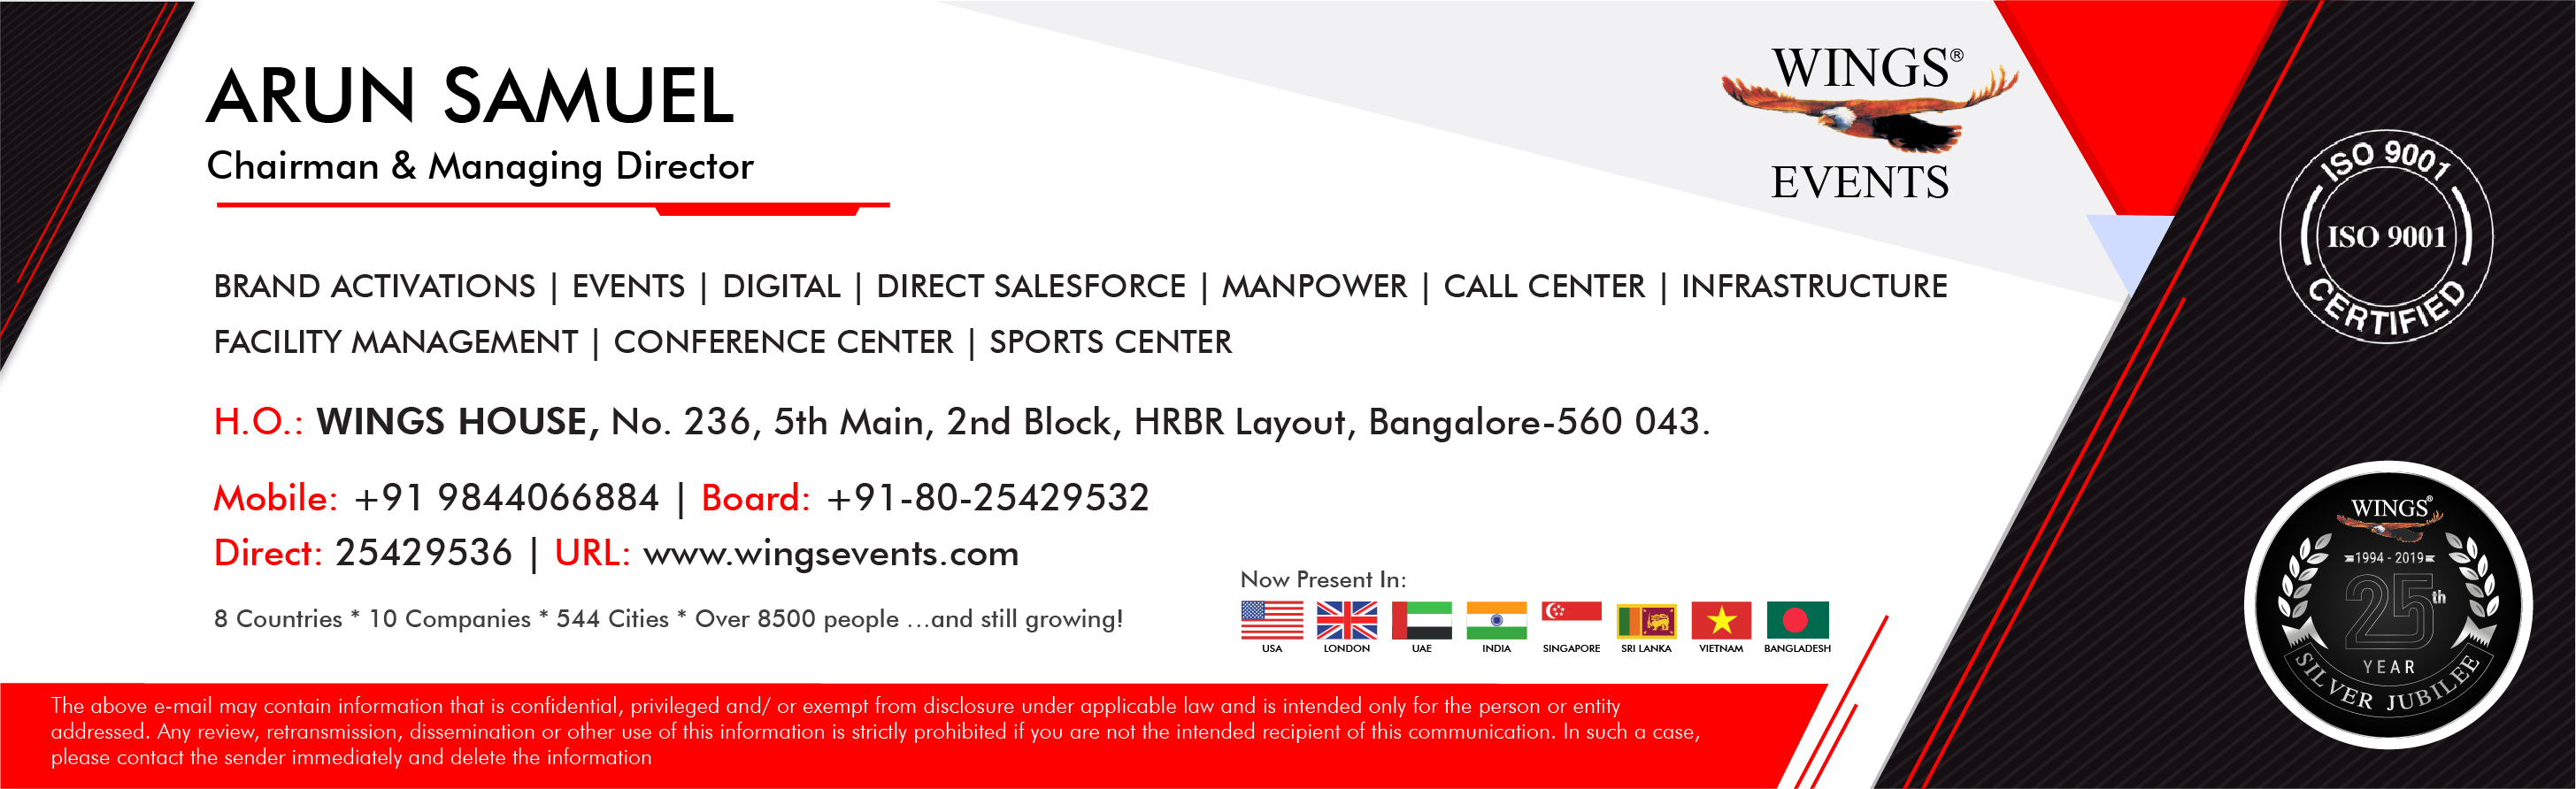 ARUN SAMUEL
Chairman & Managing Director
WINGS®
EVENTS
ISO 9001
ISO 9001
CERTIFIED
BRAND ACTIVATIONS | EVENTS | DIGITAL | DIRECT SALESFORCE | MANPOWER | CALL CENTER | INFRASTRUCTURE
FACILITY MANAGEMENT | CONFERENCE CENTER | SPORTS CENTER
H.O.: WINGS HOUSE, No. 236, 5th Main, 2nd Block, HRBR Layout, Bangalore-560 043.
Mobile: +91 9844066884 | Board: +91-80-25429532
Direct: 25429536 | URL: www.wingsevents.com
8 Countries * 10 Companies * 544 Cities * Over 8500 people ...and still growing!
Now Present In:
USA LONDON UAE INDIA SINGAPORE SRI LANKA VIETNAM BANGLADESH
WINGS®
1994 - 2019
25th
YEAR
SILVER JUBILEE
The above e-mail may contain information that is confidential, privileged and/ or exempt from disclosure under applicable law and is intended only for the person or entity
addressed. Any review, retransmission, dissemination or other use of this information is strictly prohibited if you are not the intended recipient of this communication. In such a case,
please contact the sender immediately and delete the information